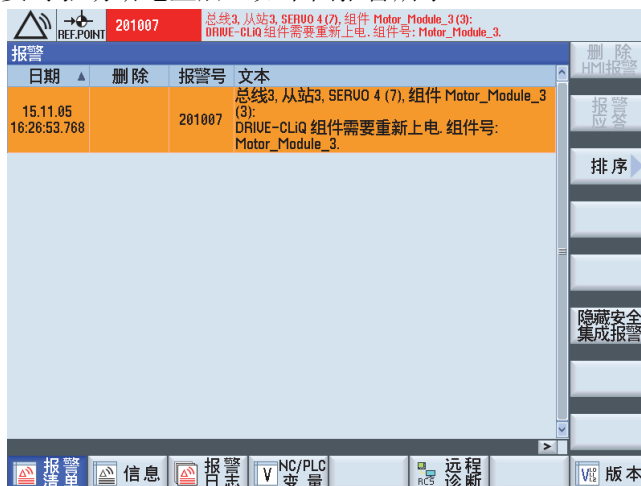 REF.POINT
201007
总线3, 从站3, SERVO 4 (7), 组件 Motor_Module_3 (3):
DRIVE-CLiQ 组件需要重新上电. 组件号: Motor_Module_3.
报警
日期 删除 报警号 文本
15.11.05
16:26:53.768
201007
总线3, 从站3, SERVO 4 (7), 组件 Motor_Module_3
(3):
DRIVE-CLiQ 组件需要重新上电. 组件号:
Motor_Module_3.
删 除
HMI报警
报 警
应 答
排 序
隐藏安全
集成报警
报 警
清 单
信 息
报 警
日 志
V
NC/PLC
变 量
RCS
远 程
诊 断
版 本